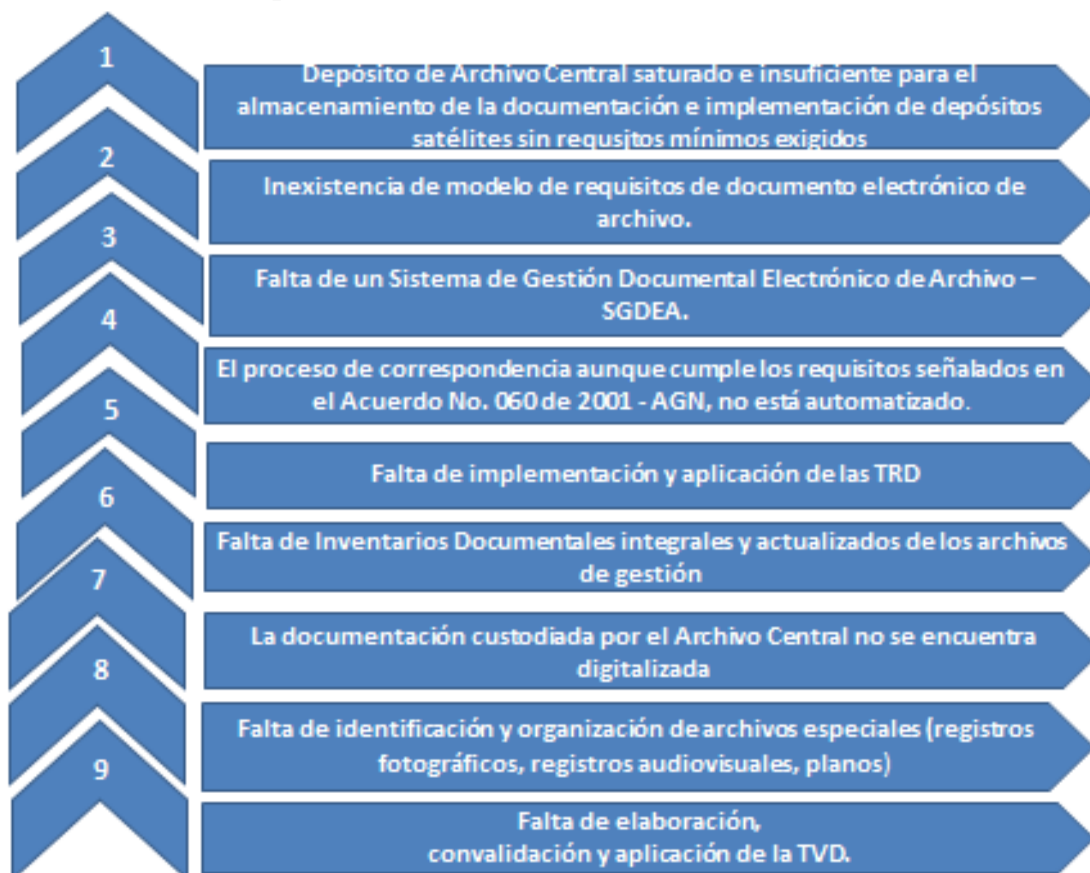 1
Depósito de Archivo Central saturado e insuficiente para el
almacenamiento de la documentación e implementación de depósitos
satélites sin requsjtos mínimos exigidos
2
Inexistencia de modelo de requisitos de documento electrónico de
archivo.
3
Falta de un Sistema de Gestión Documental Electrónico de Archivo –
SGDEA.
4
El proceso de correspondencia aunque cumple los requisitos señalados en
el Acuerdo No. 060 de 2001 - AGN, no está automatizado.
5
Falta de implementación y aplicación de las TRD
6
Falta de Inventarios Documentales integrales y actualizados de los archivos
de gestión
7
La documentación custodiada por el Archivo Central no se encuentra
digitalizada
8
Falta de identificación y organización de archivos especiales (registros
fotográficos, registros audiovisuales, planos)
9
Falta de elaboración,
convalidación y aplicación de la TVD.